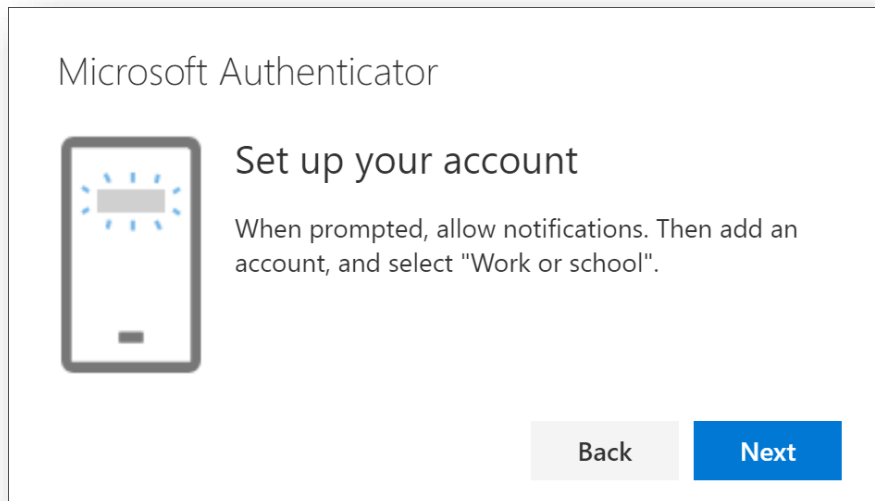 Microsoft Authenticator
Set up your account
When prompted, allow notifications. Then add an
account, and select "Work or school".
Back
Next